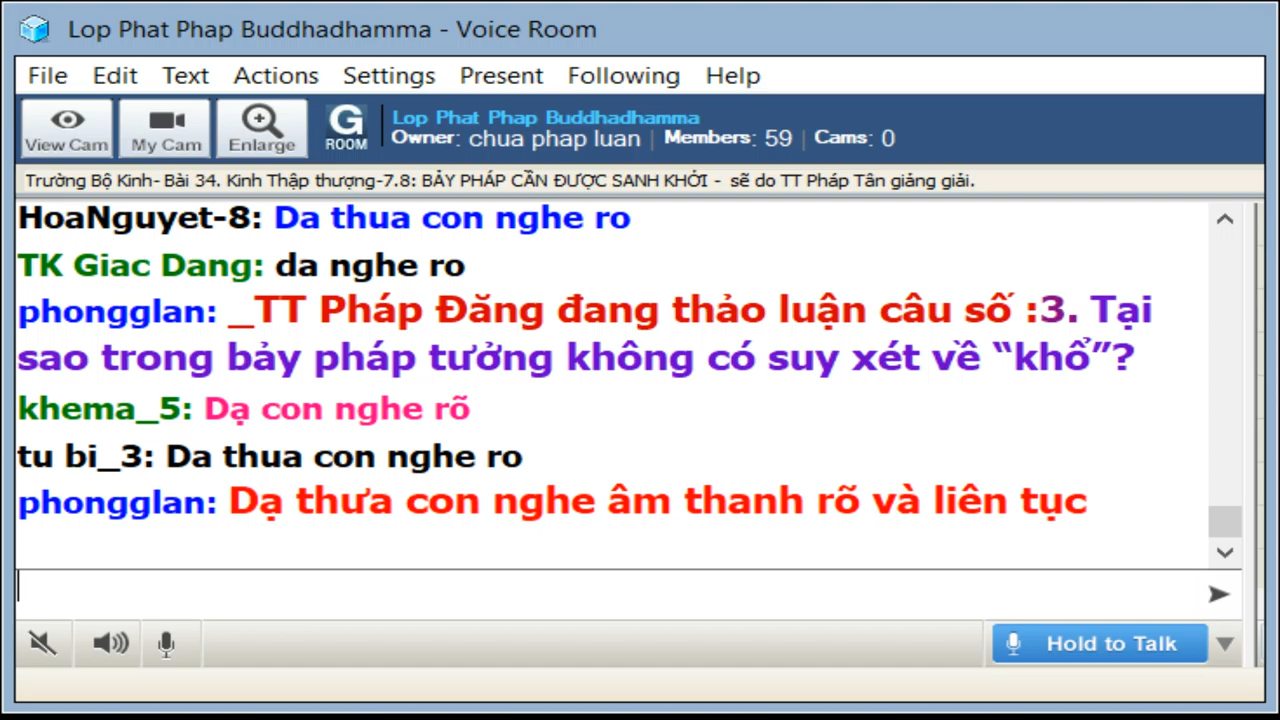 Lop Phat Phap Buddhadhamma - Voice Room
File Edit Text Actions Settings Present Following Help
View Cam My Cam Enlarge G ROOM
Lop Phat Phap Buddhadhamma
Owner: chua phap luan | Members: 59 | Cams: 0
Trường Bộ Kinh- Bài 34. Kinh Thập thượng-7.8: BẢY PHÁP CẦN ĐƯỢC SANH KHỞI - sẽ do TT Pháp Tân giảng giải.
HoaNguyet-8: Da thua con nghe ro
TK Giac Dang: da nghe ro
phongglan: _TT Pháp Đăng đang thảo luận câu số :3. Tại
sao trong bảy pháp tưởng không có suy xét về “khổ”?
khema_5: Dạ con nghe rõ
tu bi_3: Da thua con nghe ro
phongglan: Dạ thưa con nghe âm thanh rõ và liên tục
Hold to Talk